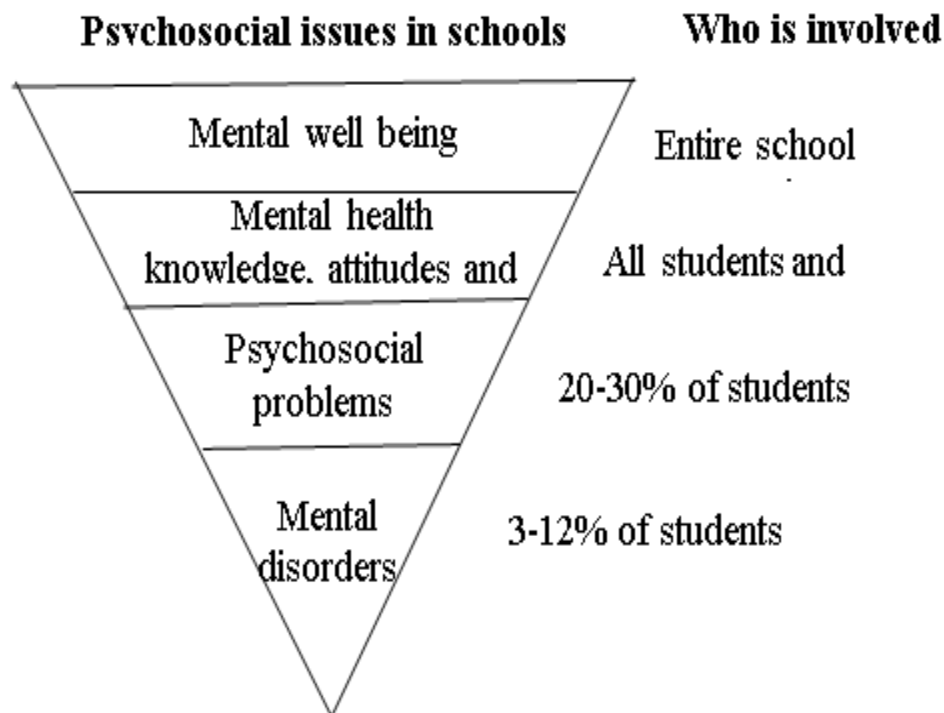 Psychosocial issues in schools
Who is involved
Mental well being
Entire school
Mental health
knowledge, attitudes and
All students and
Psychosocial
problems
20-30% of students
Mental
disorders
3-12% of students